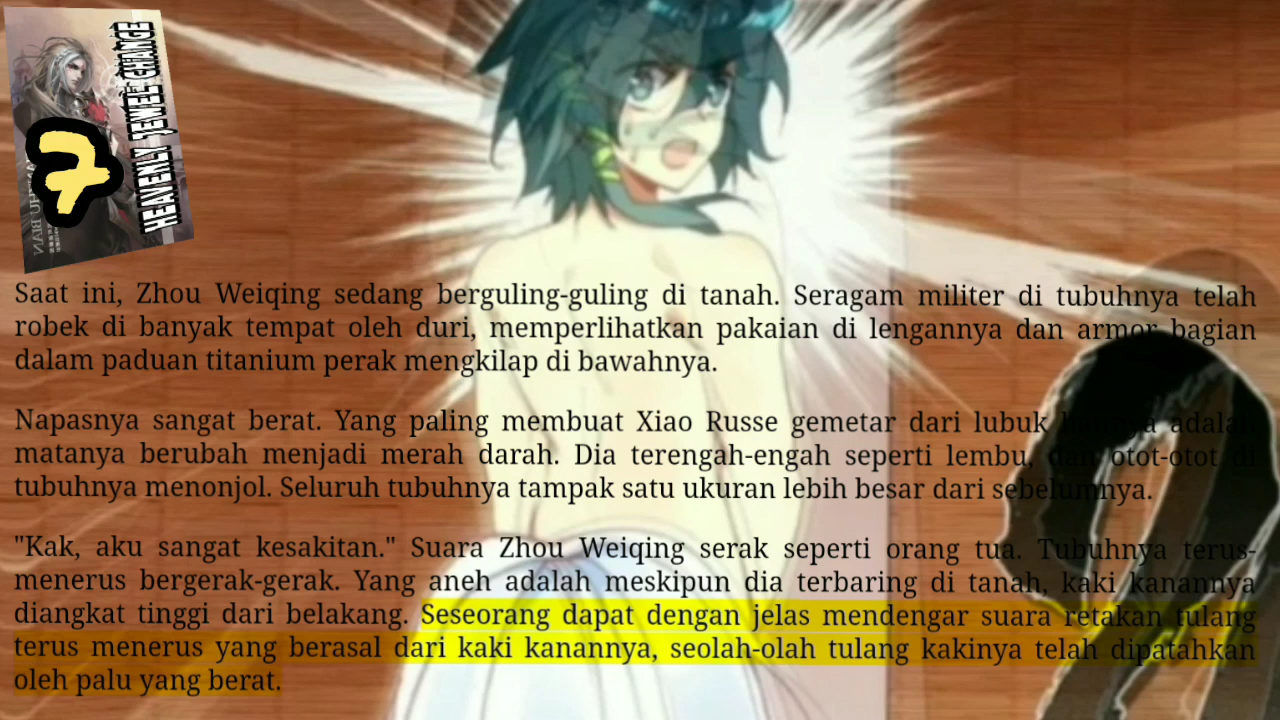 HEAVENLY JEWEL CHANGE
7
Saat ini, Zhou Weiqing sedang berguling-guling di tanah. Seragam militer di tubuhnya telah
robek di banyak tempat oleh duri, memperlihatkan pakaian di lengannya dan armor bagian
dalam paduan titanium perak mengkilap di bawahnya.
Napasnya sangat berat. Yang paling membuat Xiao Russe gemetar dari lubuk hatinya adalah
matanya berubah menjadi merah darah. Dia terengah-engah seperti lembu, dan otot-otot di
tubuhnya menonjol. Seluruh tubuhnya tampak satu ukuran lebih besar dari sebelumnya.
"Kak, aku sangat kesakitan." Suara Zhou Weiqing serak seperti orang tua. Tubuhnya terus-
menerus bergerak-gerak. Yang aneh adalah meskipun dia terbaring di tanah, kaki kanannya
diangkat tinggi dari belakang. Seseorang dapat dengan jelas mendengar suara retakan tulang
terus menerus yang berasal dari kaki kanannya, seolah-olah tulang kakinya telah dipatahkan
oleh palu yang berat.